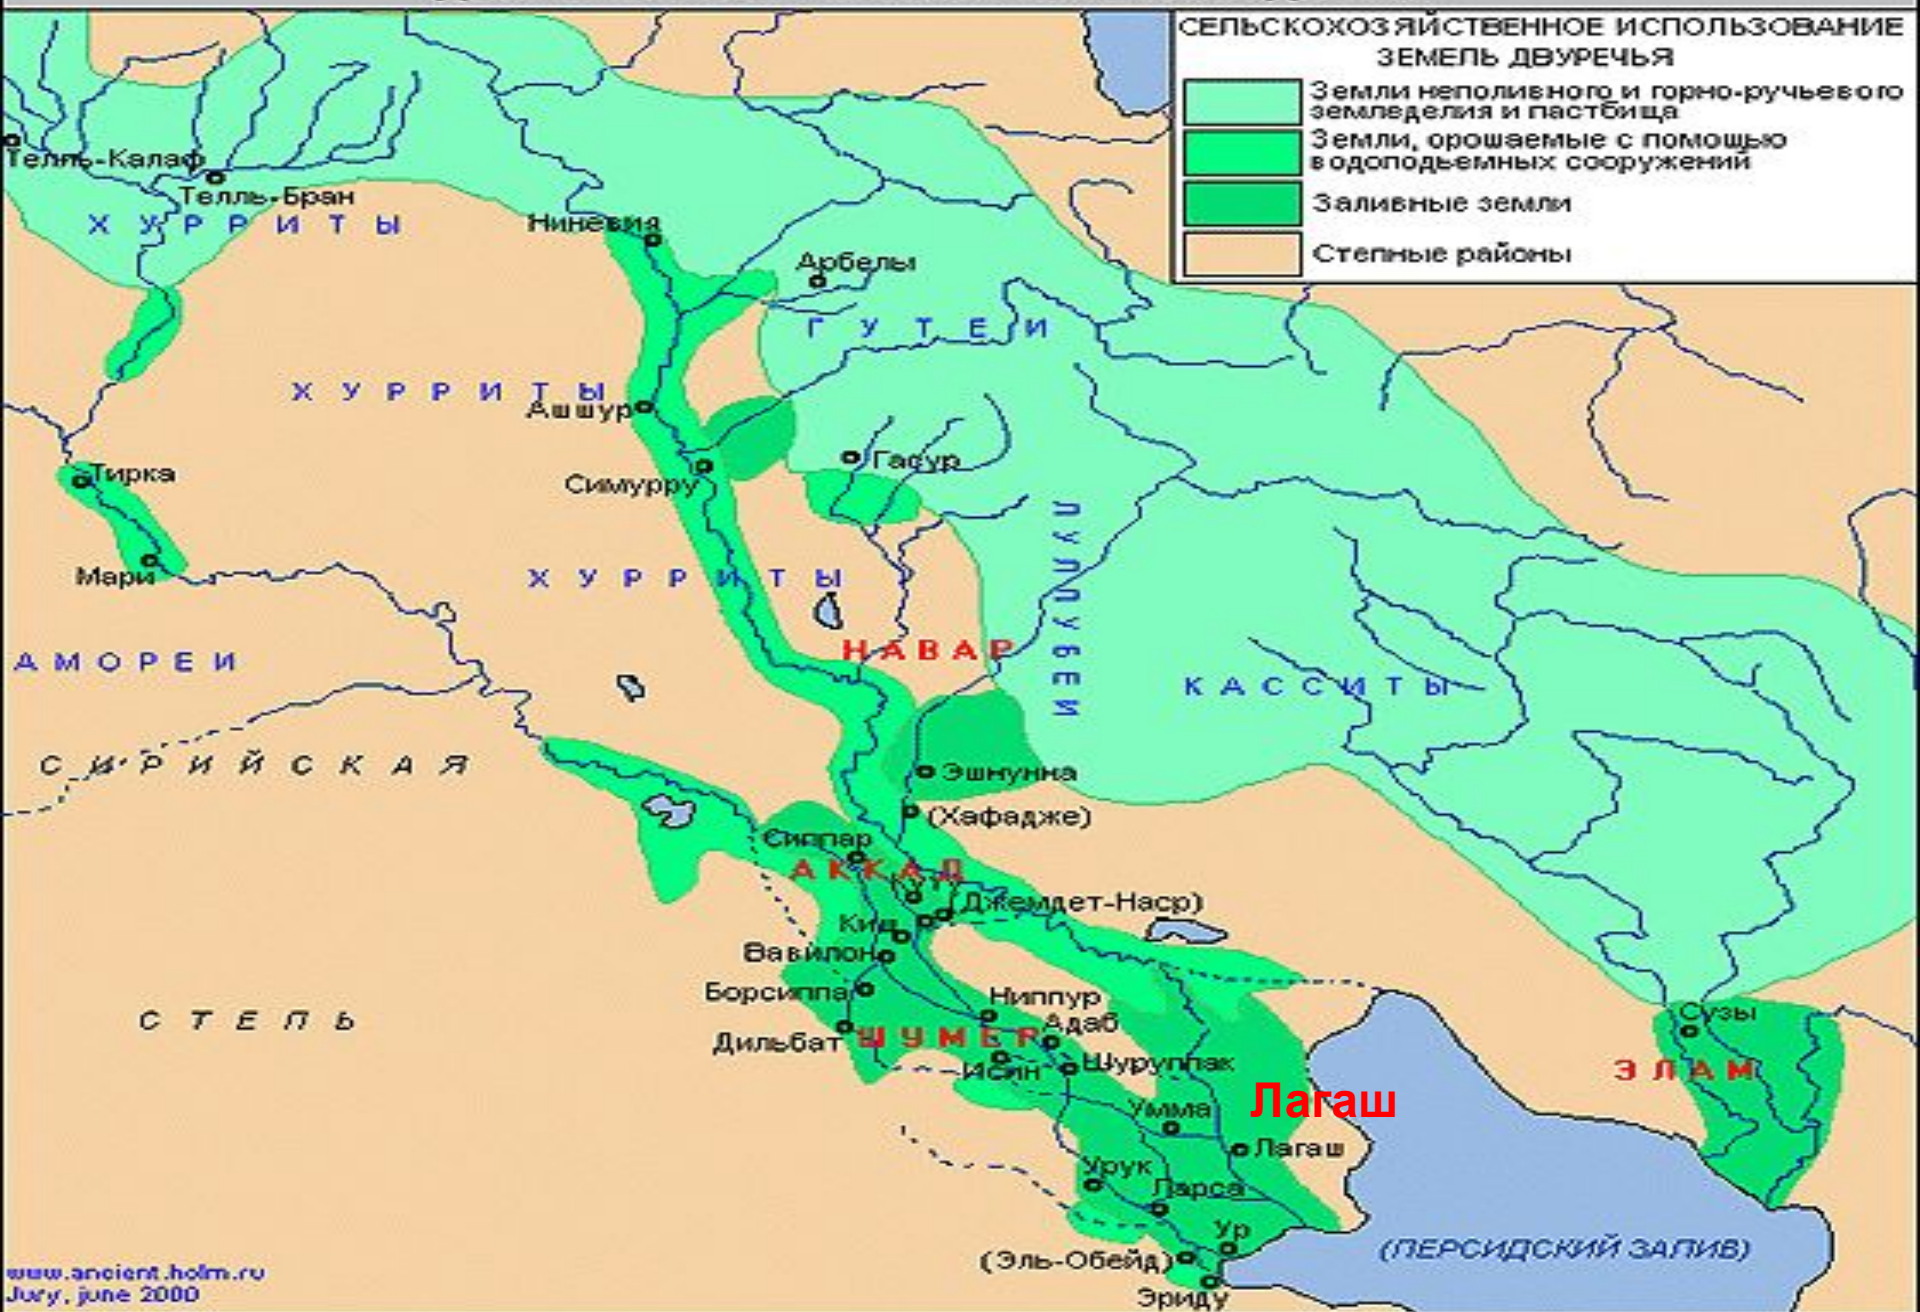 СЕЛЬСКОХОЗЯЙСТВЕННОЕ ИСПОЛЬЗОВАНИЕ
ЗЕМЕЛЬ ДВУРЕЧЬЯ
Земли неполивного и горно-ручьевого
земледелия и пастбища
Земли, орошаемые с помощью
водоподьемных сооружений
Заливные земли
Степные районы
Телль-Калаф
Телль-Бран
ХУРРИТЫ
Ниневия
Арбелы
ГУТЕИ
ХУРРИТЫ
Ашшур
Гасур
Тирка
Симурру
ЛУЛЛУБЕИ
Мари
ХУРРИТЫ
НАВАР
АМОРЕИ
КАССИТЫ
СИРИЙСКАЯ
Эшнунна
(Хафадже)
Сиппар
АККАД
(Джемдет-Наср)
Киш
Вавилон
Борсиппа
Ниппур
СТЕПЬ
Сузы
Адаб
Дильбат
ШУМЕР
Исин
Шуруппак
ЭЛАМ
Лагаш
Умма
Лагаш
Урук
Ларса
Ур
(ПЕРСИДСКИЙ ЗАЛИВ)
(Эль-Обейд)
Эриду
www.ancient.holm.ru
Jury, june 2000